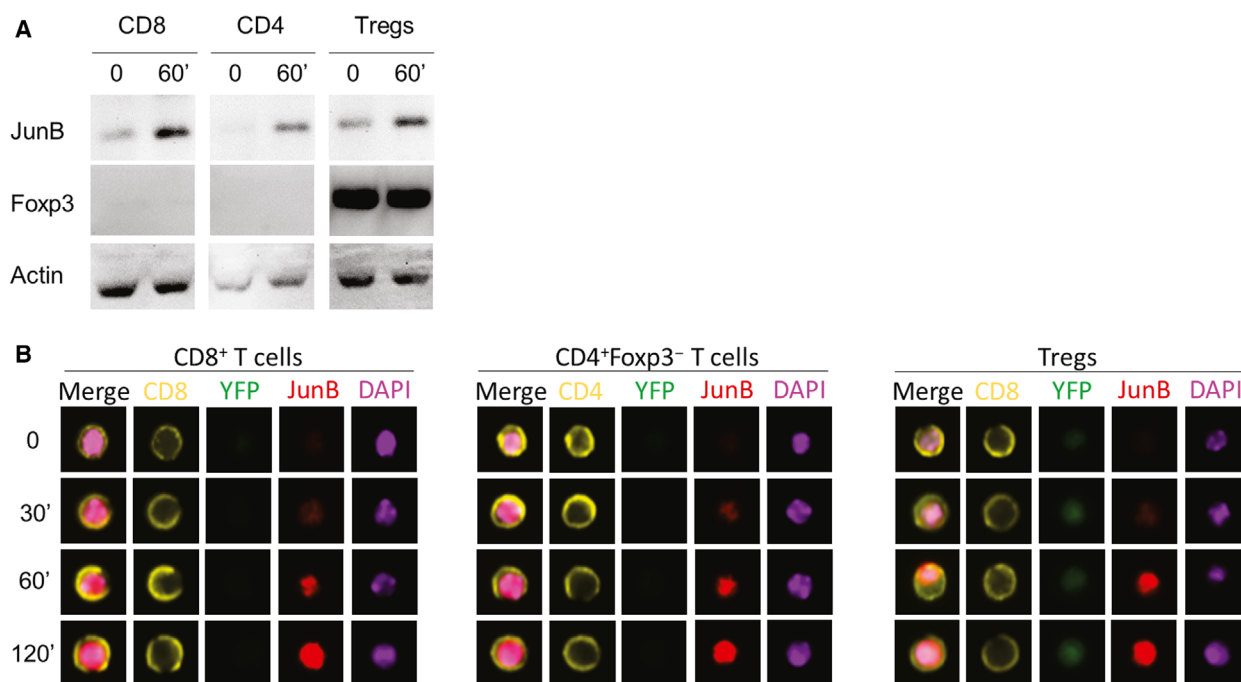 A
CD8 CD4 Tregs
0 60' 0 60' 0 60'
JunB
Foxp3
Actin
B
CD8⁺ T cells CD4⁺Foxp3⁻ T cells Tregs
Merge CD8 YFP JunB DAPI Merge CD4 YFP JunB DAPI Merge CD8 YFP JunB DAPI
0
30'
60'
120'